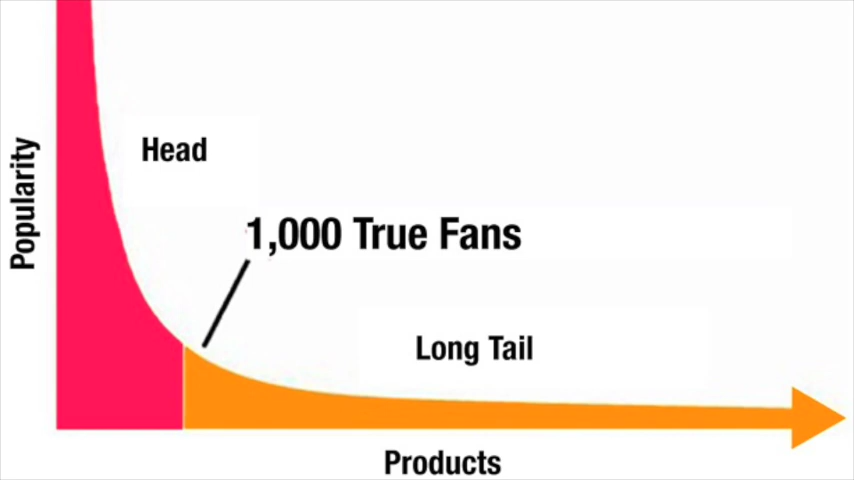 Head
Popularity
1,000 True Fans
Long Tail
Products